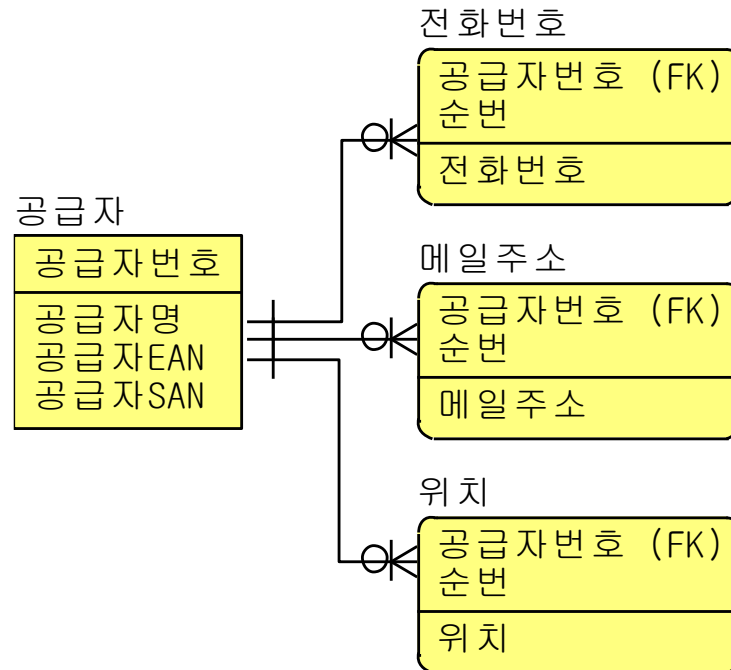 전화번호
공급자번호 (FK)
순번
전화번호
공급자
공급자번호
공급자명
공급자EAN
공급자SAN
메일주소
공급자번호 (FK)
순번
메일주소
위치
공급자번호 (FK)
순번
위치